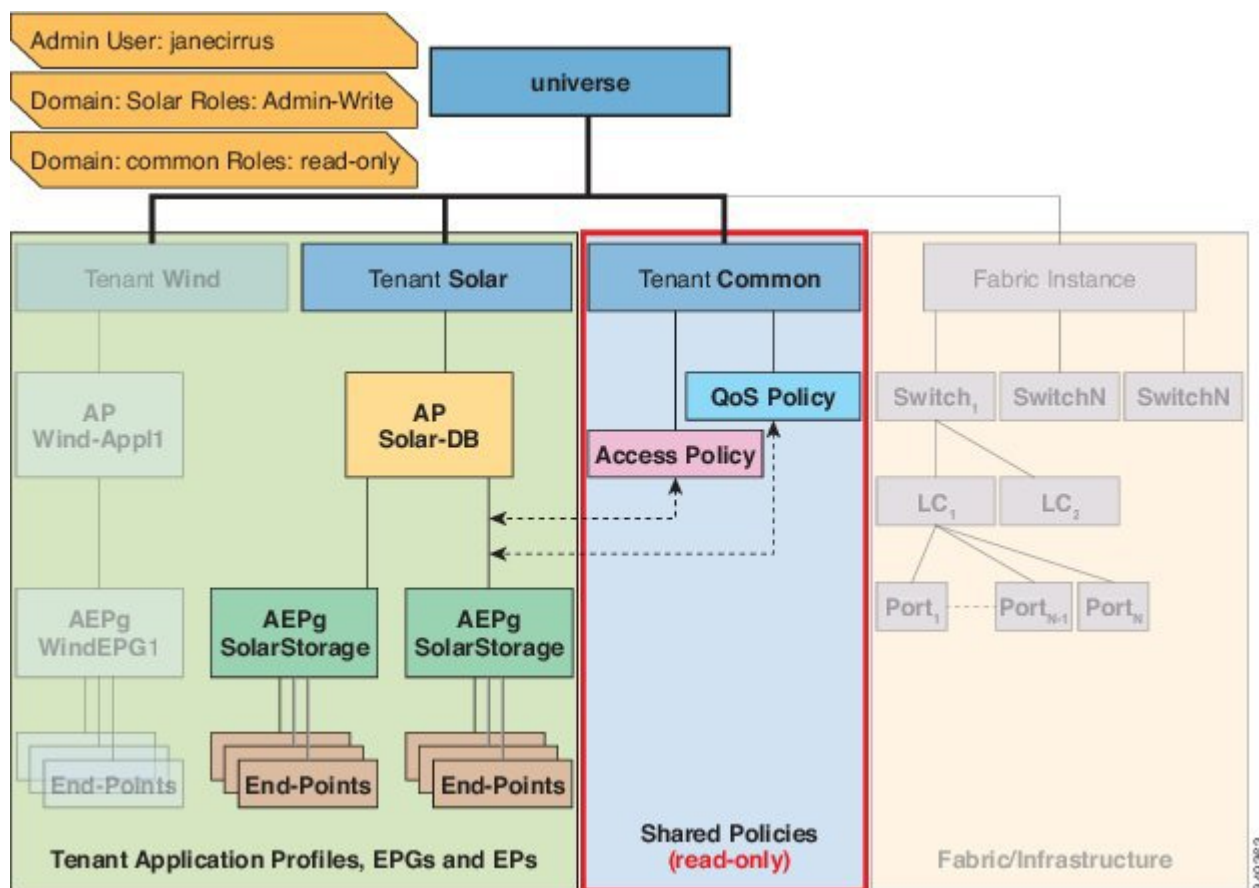 Admin User: janecirrus
Domain: Solar Roles: Admin-Write
Domain: common Roles: read-only
universe
Tenant Wind
Tenant Solar
Tenant Common
Fabric Instance
AP
Wind-Appl1
AP
Solar-DB
QoS Policy
Access Policy
Switch₁
SwitchN
SwitchN
LC₁
LC₂
AEPg
WindEPG1
AEPg
SolarStorage
AEPg
SolarStorage
Port₁
Port_N-1
Port_N
End-Points
End-Points
End-Points
Tenant Application Profiles, EPGs and EPs
Shared Policies
(read-only)
Fabric/Infrastructure